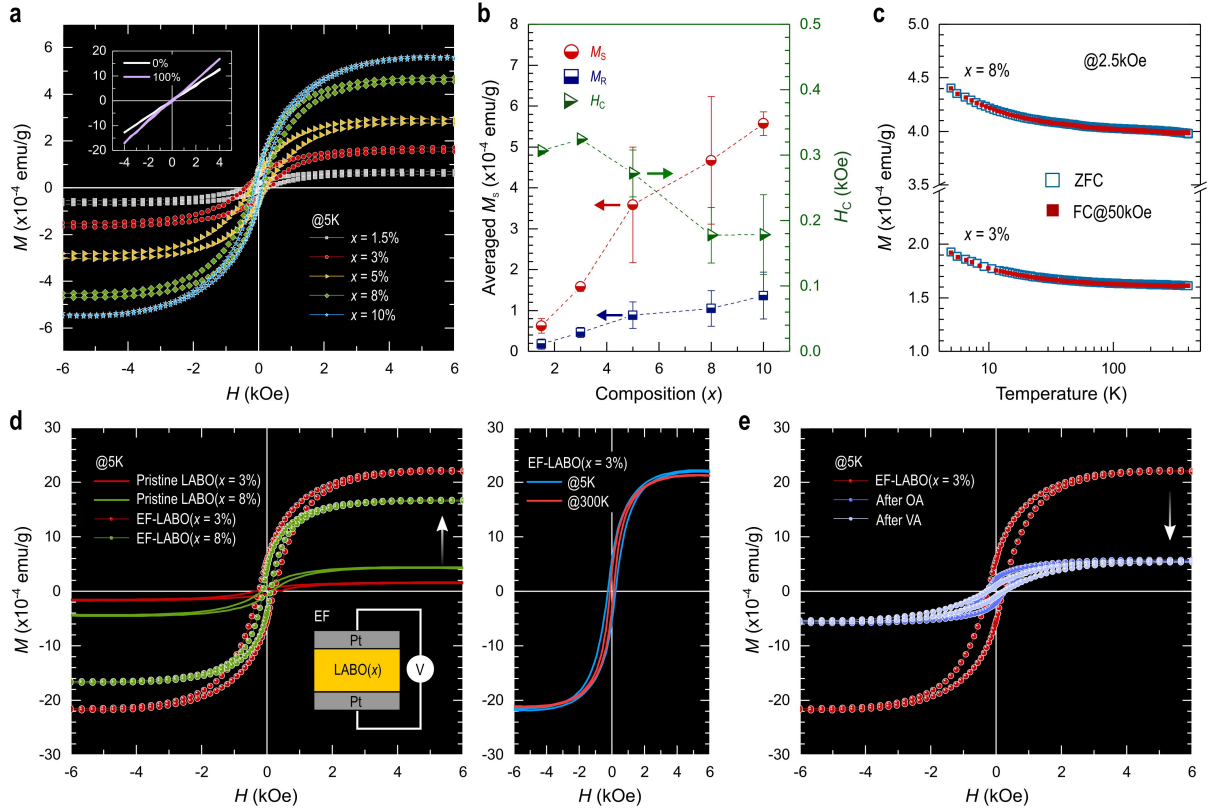 a
M (x10⁻⁴ emu/g)
6
4
2
0
-2
-4
-6
20
10
0
-10
-20
-4
-2
0
2
4
0%
100%
@5K
x = 1.5%
x = 3%
x = 5%
x = 8%
x = 10%
-6
-4
-2
0
2
4
6
H (kOe)
b
Averaged Mₛ (x10⁻⁴ emu/g)
8
7
6
5
4
3
2
1
0
M_S
M_R
H_C
0.5
0.4
0.3
0.2
0.1
0.0
H_C (kOe)
2
4
6
8
10
Composition (x)
c
M (x10⁻⁴ emu/g)
5.0
4.5
4.0
3.5
2.0
1.5
1.0
@2.5kOe
x = 8%
ZFC
FC@50kOe
x = 3%
10
100
Temperature (K)
d
M (x10⁻⁴ emu/g)
30
20
10
0
-10
-20
-30
@5K
Pristine LABO(x = 3%)
Pristine LABO(x = 8%)
EF-LABO(x = 3%)
EF-LABO(x = 8%)
EF
Pt
LABO(x)
V
Pt
-6
-4
-2
0
2
4
6
H (kOe)
30
20
10
0
-10
-20
-30
EF-LABO(x = 3%)
@5K
@300K
-6
-4
-2
0
2
4
6
H (kOe)
e
M (x10⁻⁴ emu/g)
30
20
10
0
-10
-20
-30
@5K
EF-LABO(x = 3%)
After OA
After VA
-6
-4
-2
0
2
4
6
H (kOe)